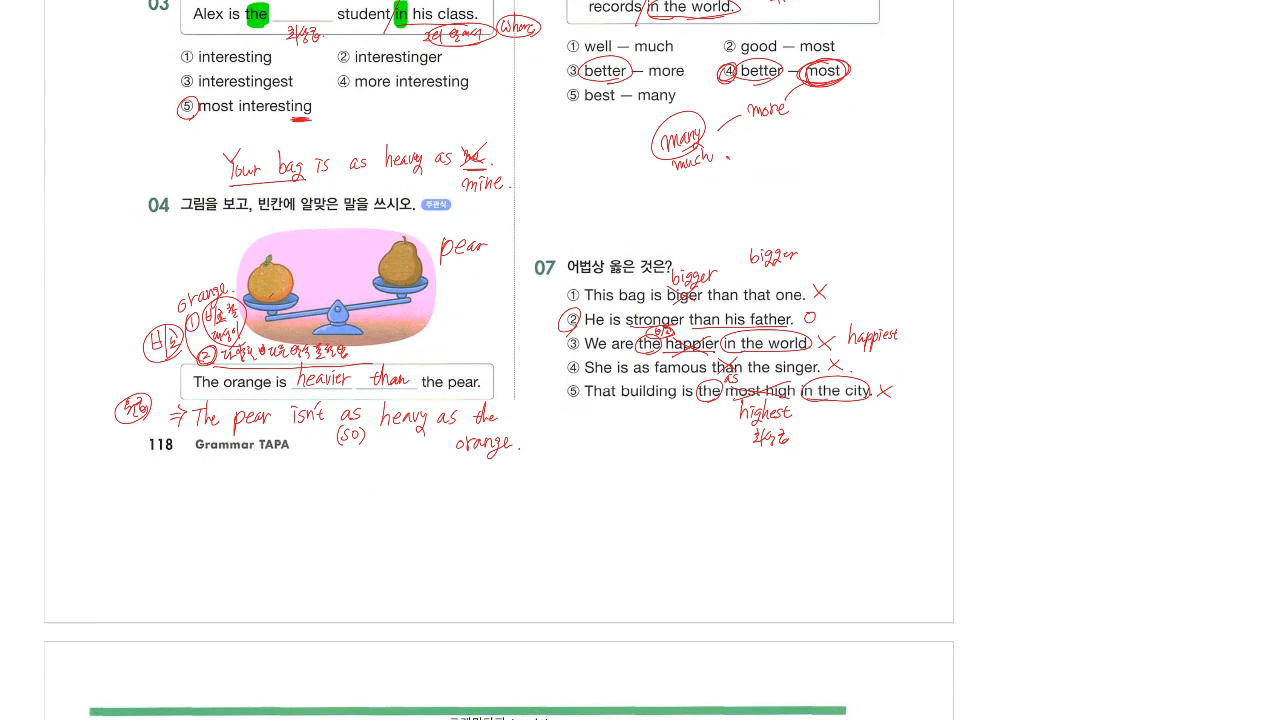 03
Alex is the ________ student in his class.
최상급
where
① interesting ② interestinger
③ interestingest ④ more interesting
⑤ most interesting
Your bag is as heavy as
mine.
04 그림을 보고, 빈칸에 알맞은 말을 쓰시오. 주관식
pear
orange.
비교
The orange is heavier than the pear.
⇒ The pear isn't as heavy as the
(so)
orange.
118 Grammar TAPA
records in the world.
① well — much ② good — most
③ better — more ④ better — most
⑤ best — many
more
many
much
07 어법상 옳은 것은?
bigger
bigger
① This bag is biger than that one. X
② He is stronger than his father. O
③ We are the happier in the world X
happiest
④ She is as famous than the singer. X
as
⑤ That building is the most high in the city. X
highest
최상급